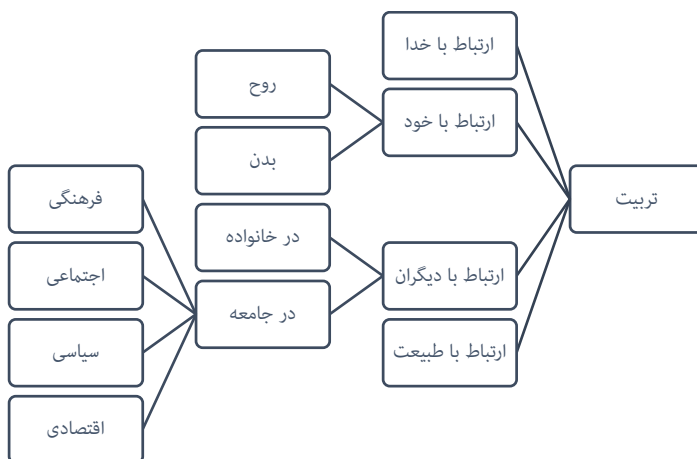 تربیت
ارتباط با خدا
ارتباط با خود
روح
بدن
ارتباط با دیگران
در خانواده
در جامعه
فرهنگی
اجتماعی
سیاسی
اقتصادی
ارتباط با طبیعت